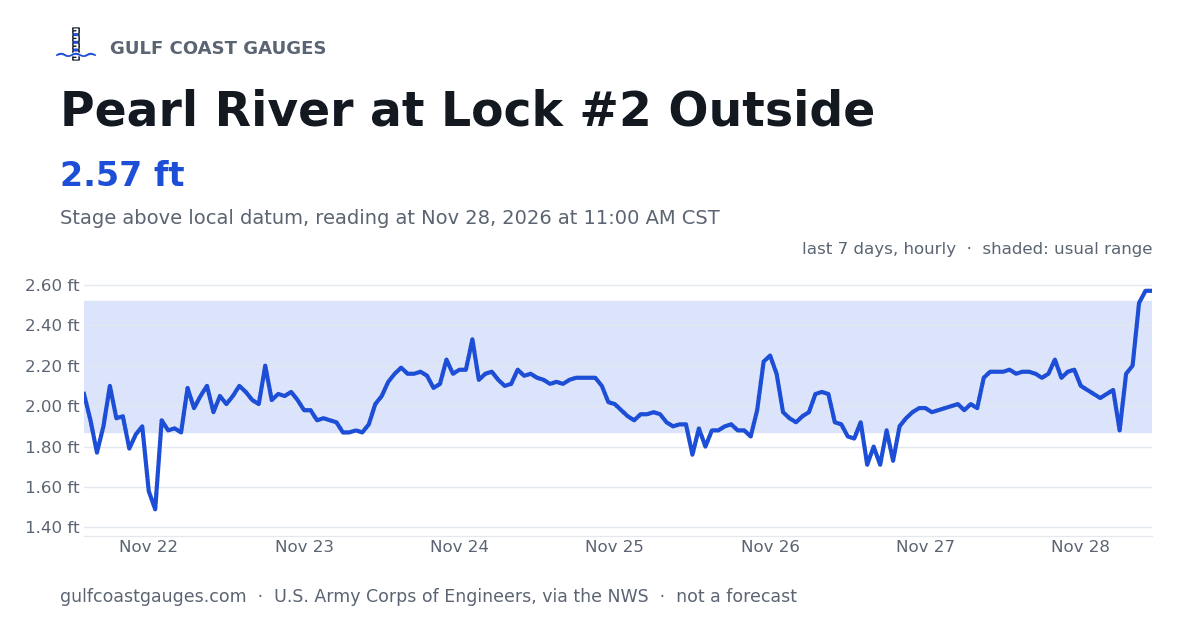 GULF COAST GAUGES
Pearl River at Lock #2 Outside
2.57 ft
Stage above local datum, reading at Nov 28, 2026 at 11:00 AM CST
last 7 days, hourly · shaded: usual range
2.60 ft
2.40 ft
2.20 ft
2.00 ft
1.80 ft
1.60 ft
1.40 ft
Nov 22 Nov 23 Nov 24 Nov 25 Nov 26 Nov 27 Nov 28
gulfcoastgauges.com · U.S. Army Corps of Engineers, via the NWS · not a forecast